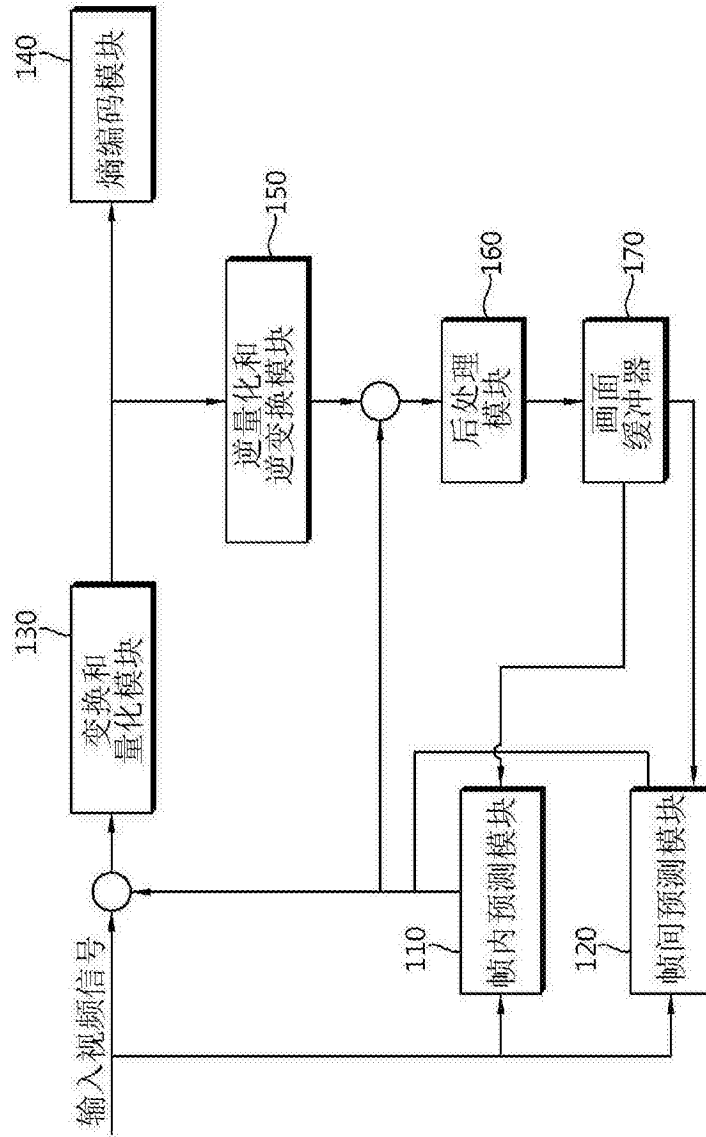 输入视频信号
130
变换和
量化模块
140
熵编码模块
150
逆量化和
逆变换模块
160
后处理
模块
170
画面
缓冲器
110
帧内预测模块
120
帧间预测模块